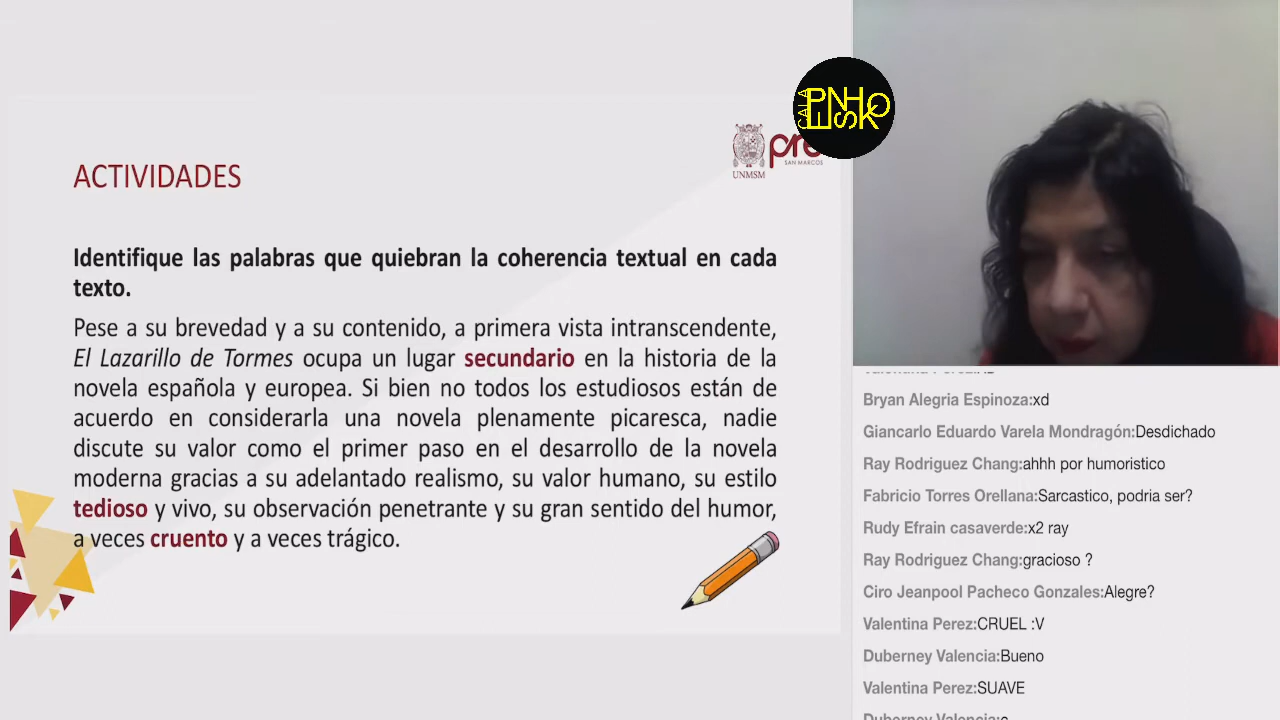 CALA
PENHSKO
pre
SAN MARCOS
UNMSM
ACTIVIDADES
Identifique las palabras que quiebran la coherencia textual en cada
texto.
Pese a su brevedad y a su contenido, a primera vista intranscendente,
El Lazarillo de Tormes ocupa un lugar secundario en la historia de la
novela española y europea. Si bien no todos los estudiosos están de
acuerdo en considerarla una novela plenamente picaresca, nadie
discute su valor como el primer paso en el desarrollo de la novela
moderna gracias a su adelantado realismo, su valor humano, su estilo
tedioso y vivo, su observación penetrante y su gran sentido del humor,
a veces cruento y a veces trágico.
Bryan Alegria Espinoza:xd
Giancarlo Eduardo Varela Mondragón:Desdichado
Ray Rodriguez Chang:ahhh por humoristico
Fabricio Torres Orellana:Sarcastico, podria ser?
Rudy Efrain casaverde:x2 ray
Ray Rodriguez Chang:gracioso ?
Ciro Jeanpool Pacheco Gonzales:Alegre?
Valentina Perez:CRUEL :V
Duberney Valencia:Bueno
Valentina Perez:SUAVE
Duberney Valencia: